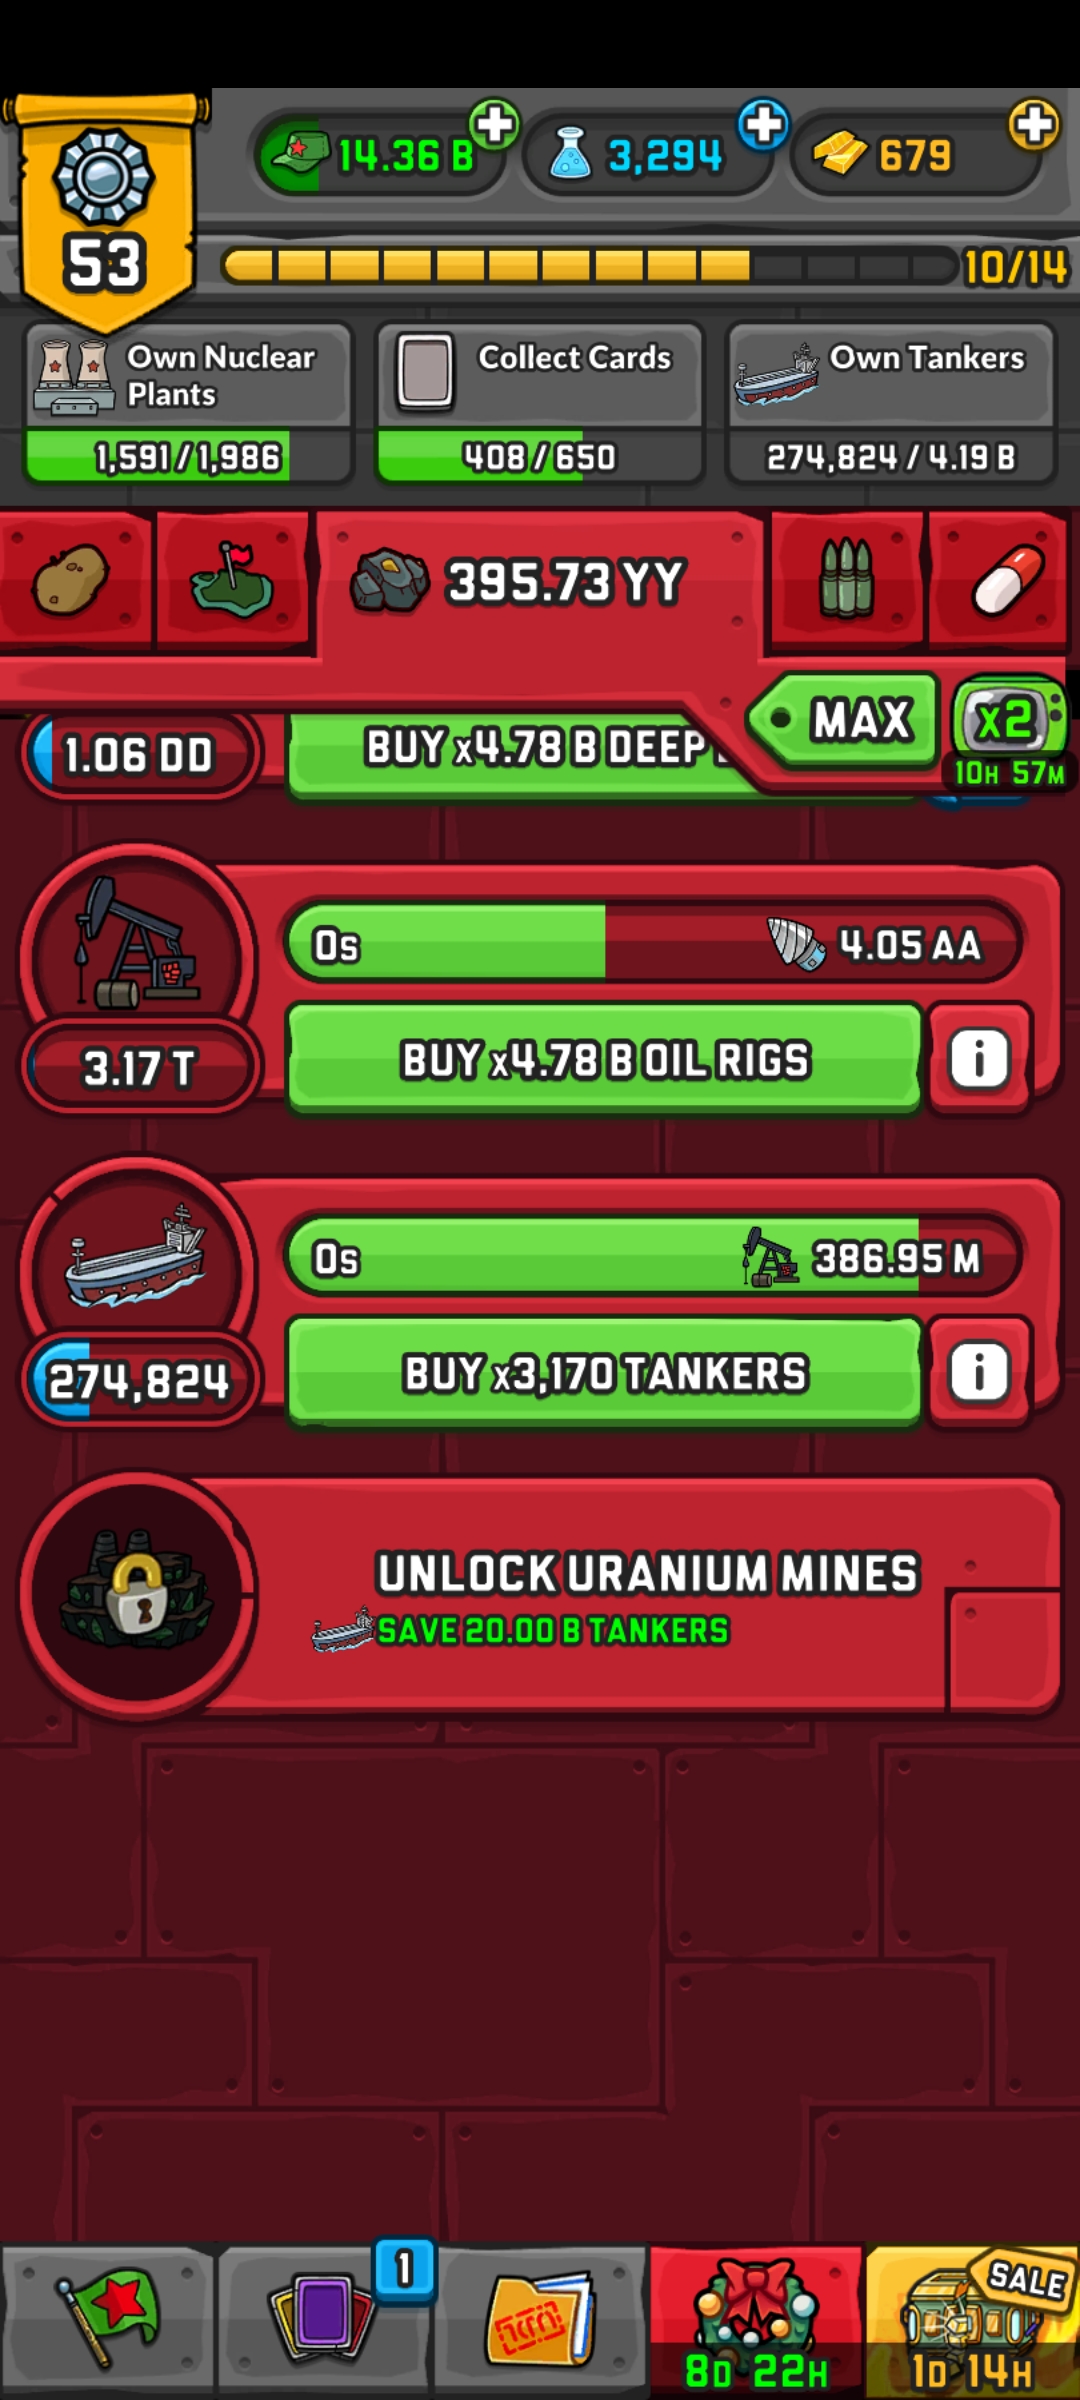 14.36 B
3,294
679
53
10/14
Own Nuclear
Plants
Collect Cards
Own Tankers
1,591/1,986
408/650
274,824/4.19 B
395.73 YY
MAX
x2
10H 57M
1.06 DD
BUY x4.78 B DEEP
0s
4.05 AA
3.17 T
BUY x4.78 B OIL RIGS
i
0s
386.95 M
274,824
BUY x3,170 TANKERS
i
UNLOCK URANIUM MINES
SAVE 20.00 B TANKERS
1
SALE
8D 22H
1D 14H